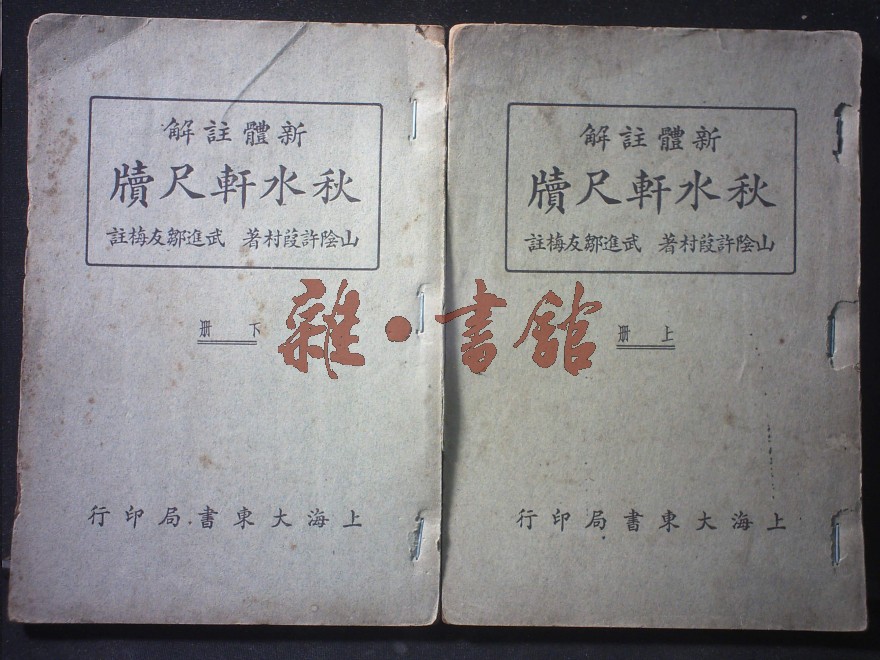 新體註解
秋水軒尺牘
山陰許葭村著 武進鄒友梅註
上冊
上海大東書局印行
新體註解
秋水軒尺牘
山陰許葭村著 武進鄒友梅註
下冊
上海大東書局印行
雜·書館